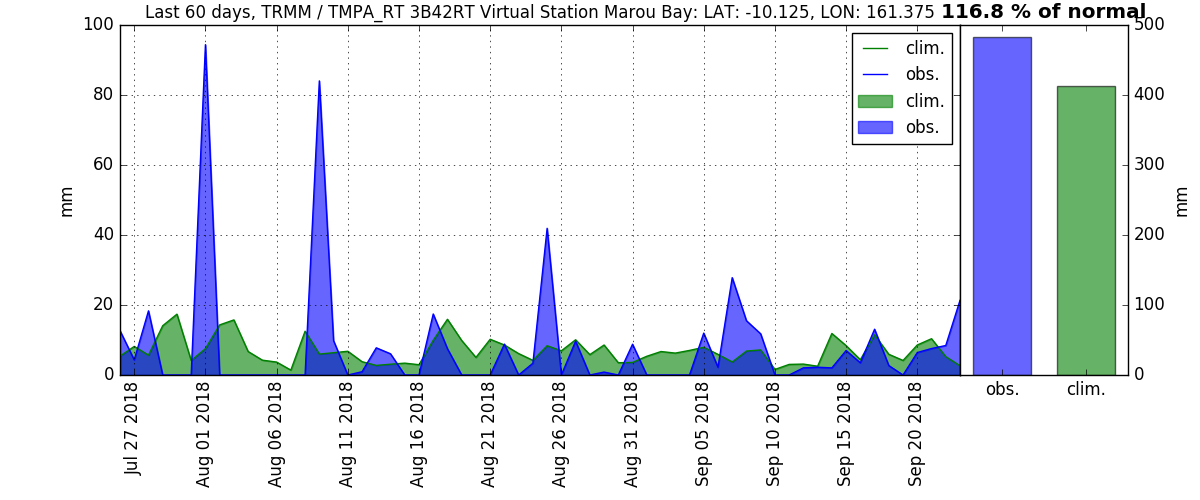 Last 60 days, TRMM / TMPA_RT 3B42RT Virtual Station Marou Bay: LAT: -10.125, LON: 161.375 116.8 % of normal
100
80
60
40
20
0
mm
clim.
obs.
clim.
obs.
500
400
300
200
100
0
mm
Jul 27 2018
Aug 01 2018
Aug 06 2018
Aug 11 2018
Aug 16 2018
Aug 21 2018
Aug 26 2018
Aug 31 2018
Sep 05 2018
Sep 10 2018
Sep 15 2018
Sep 20 2018
obs.
clim.